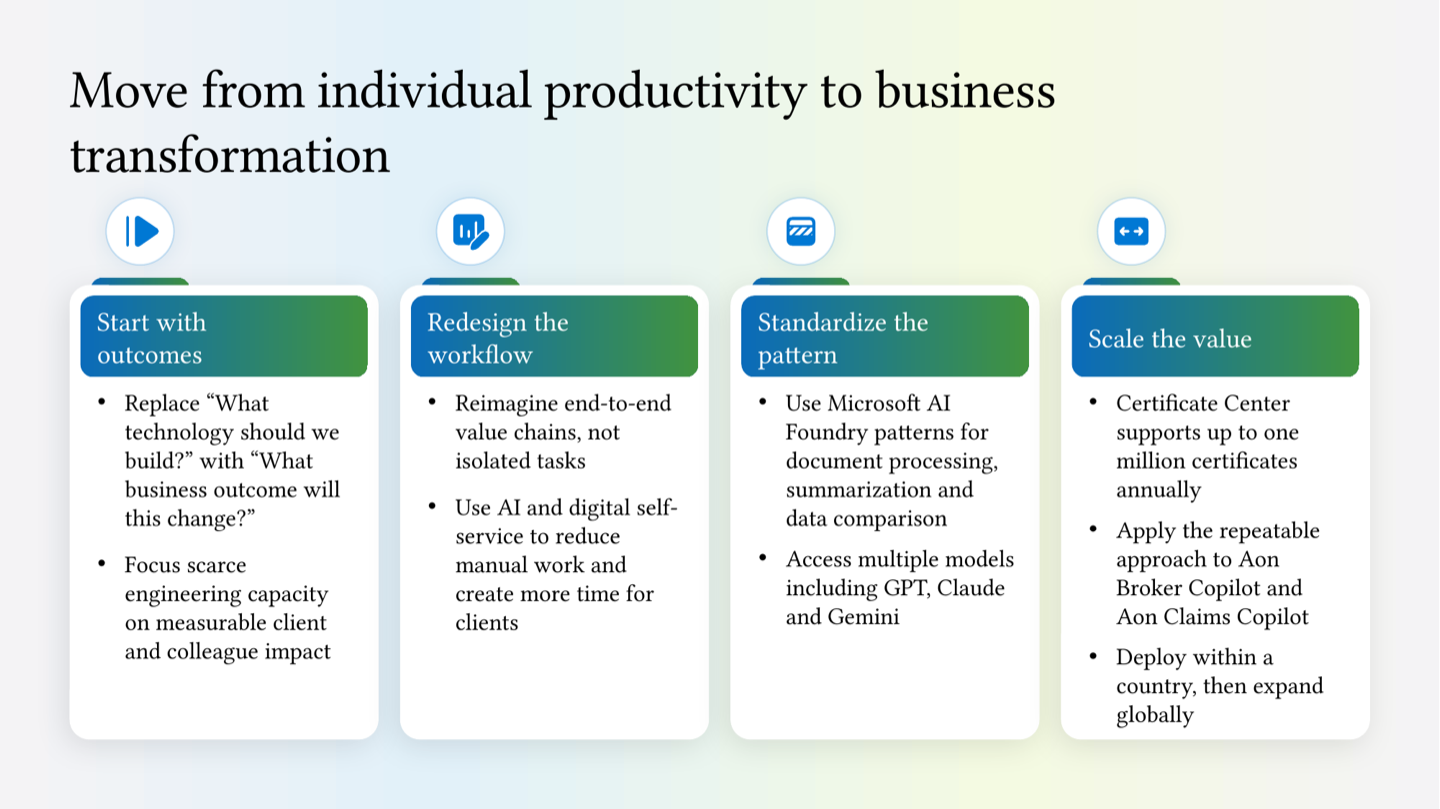 Move from individual productivity to business
transformation
Start with
outcomes
• Replace “What
technology should we
build?” with “What
business outcome will
this change?”
• Focus scarce
engineering capacity
on measurable client
and colleague impact
Redesign the
workflow
• Reimagine end-to-end
value chains, not
isolated tasks
• Use AI and digital self-
service to reduce
manual work and
create more time for
clients
Standardize the
pattern
• Use Microsoft AI
Foundry patterns for
document processing,
summarization and
data comparison
• Access multiple models
including GPT, Claude
and Gemini
Scale the value
• Certificate Center
supports up to one
million certificates
annually
• Apply the repeatable
approach to Aon
Broker Copilot and
Aon Claims Copilot
• Deploy within a
country, then expand
globally